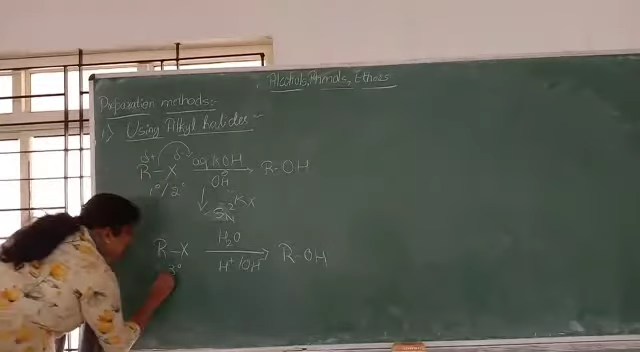 Alcohols, Phenols, Ethers
Preparation methods:-
1) Using Alkyl halides -
δ+ δ-
R-X aq KOH R-OH
1°/2° OH
SN2
R-X H2O R-OH
3° H+/OH